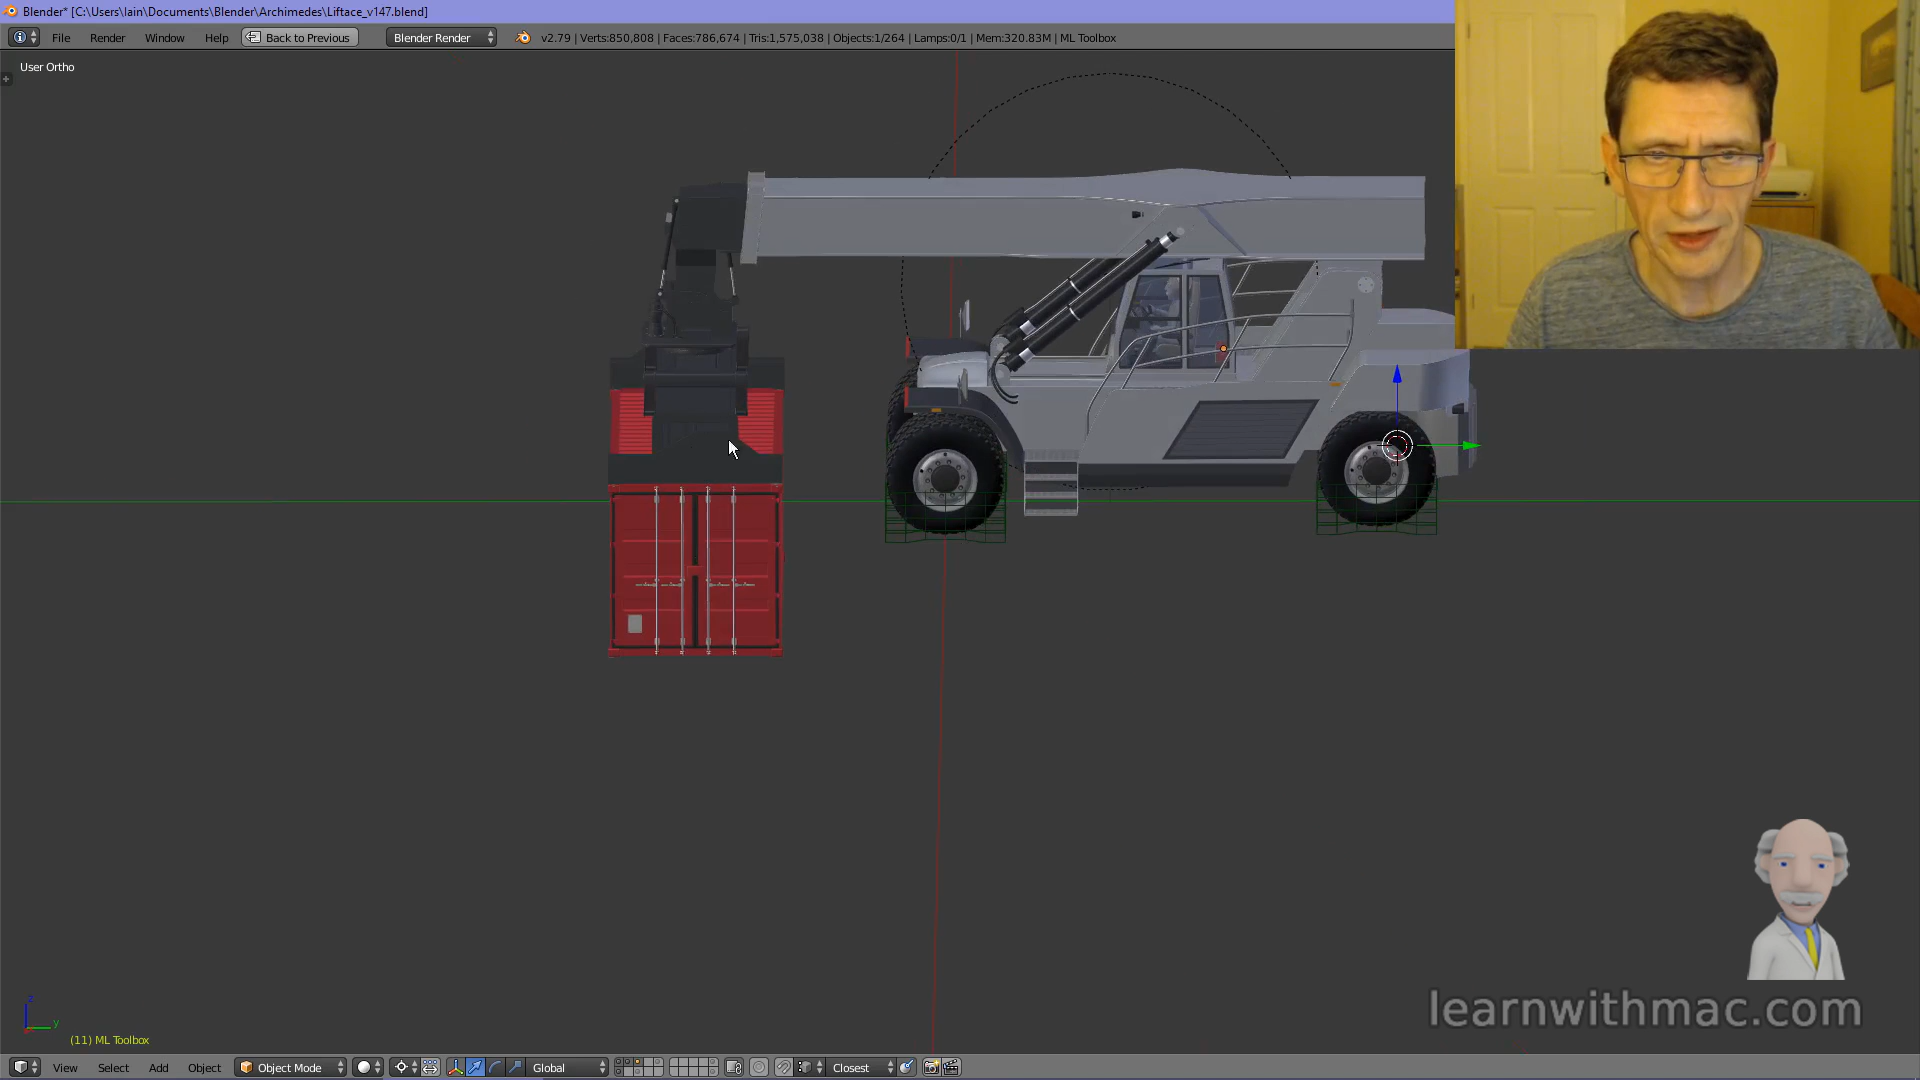 Blender* [C:\Users\Iain\Documents\Blender\Archimedes\Liftace_v147.blend]
File Render Window Help Back to Previous Blender Render v2.79 | Verts:850,808 | Faces:786,674 | Tris:1,575,038 | Objects:1/264 | Lamps:0/1 | Mem:320.83M | ML Toolbox
User Ortho
z
y
(11) ML Toolbox
learnwithmac.com
View Select Add Object Object Mode Global Closest